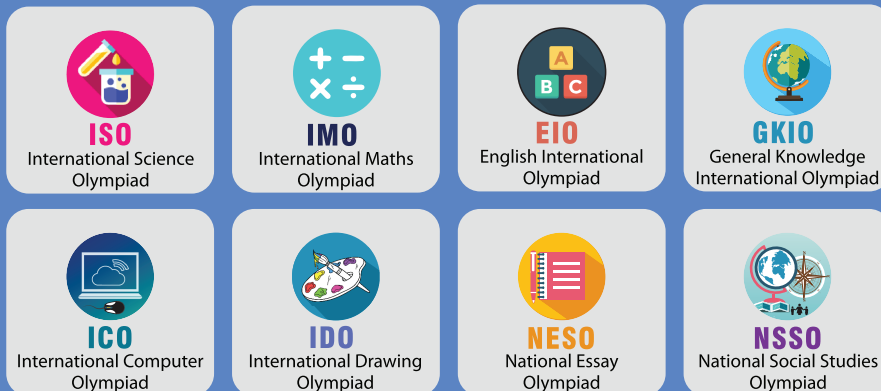 ISO
International Science
Olympiad
IMO
International Maths
Olympiad
A
B C
EIO
English International
Olympiad
GKIO
General Knowledge
International Olympiad
ICO
International Computer
Olympiad
IDO
International Drawing
Olympiad
NESO
National Essay
Olympiad
NSSO
National Social Studies
Olympiad